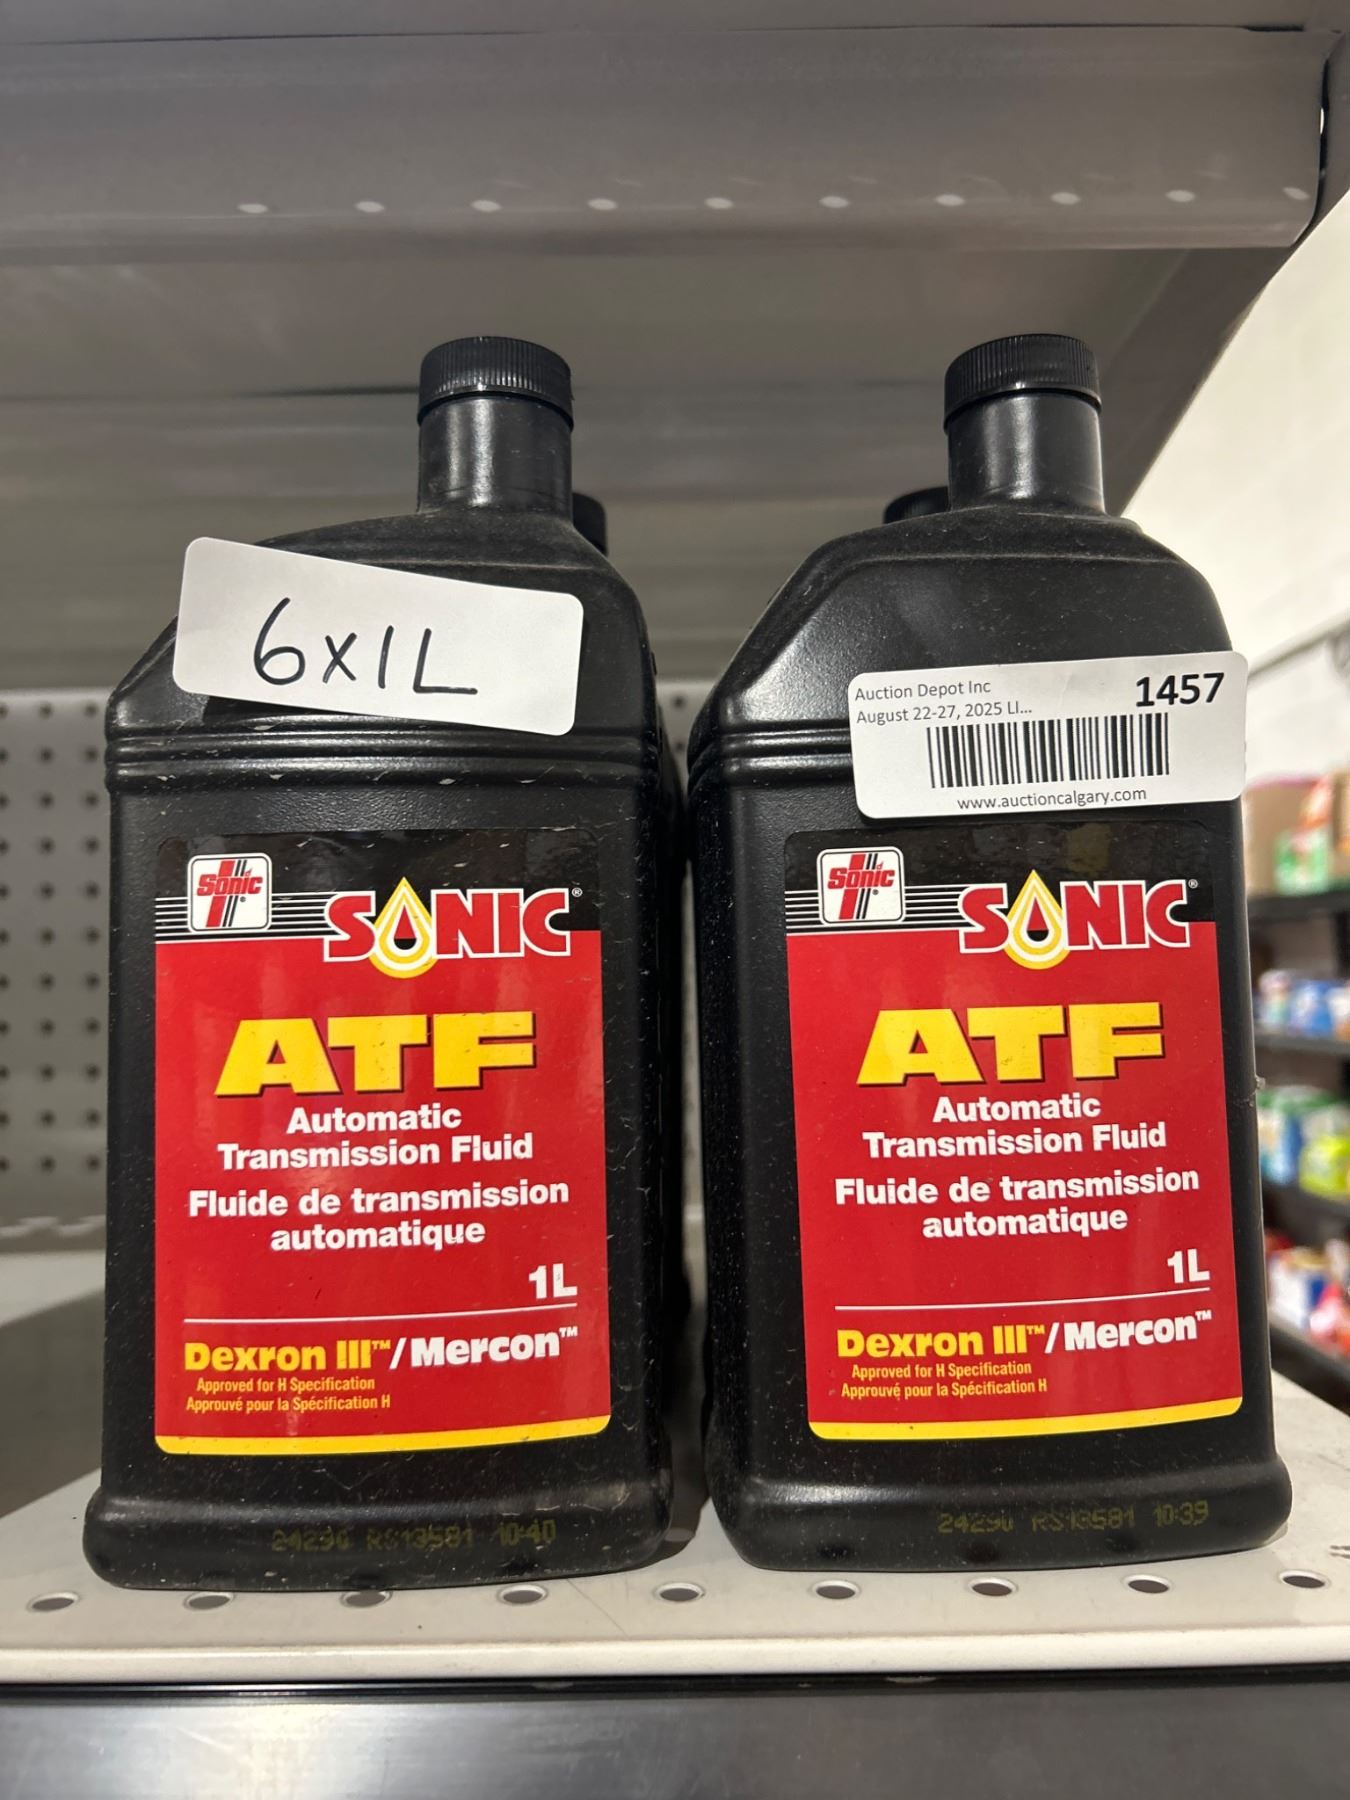 6x1L
Sonic
SONIC®
ATF
Automatic
Transmission Fluid
Fluide de transmission
automatique
1L
Dexron III™/Mercon™
Approved for H Specification
Approuvé pour la Spécification H
24290 RS13581 10:40
Auction Depot Inc
1457
August 22-27, 2025 LI...
www.auctioncalgary.com
Sonic
SONIC®
ATF
Automatic
Transmission Fluid
Fluide de transmission
automatique
1L
Dexron III™/Mercon™
Approved for H Specification
Approuvé pour la Spécification H
24290 RS13581 10:39